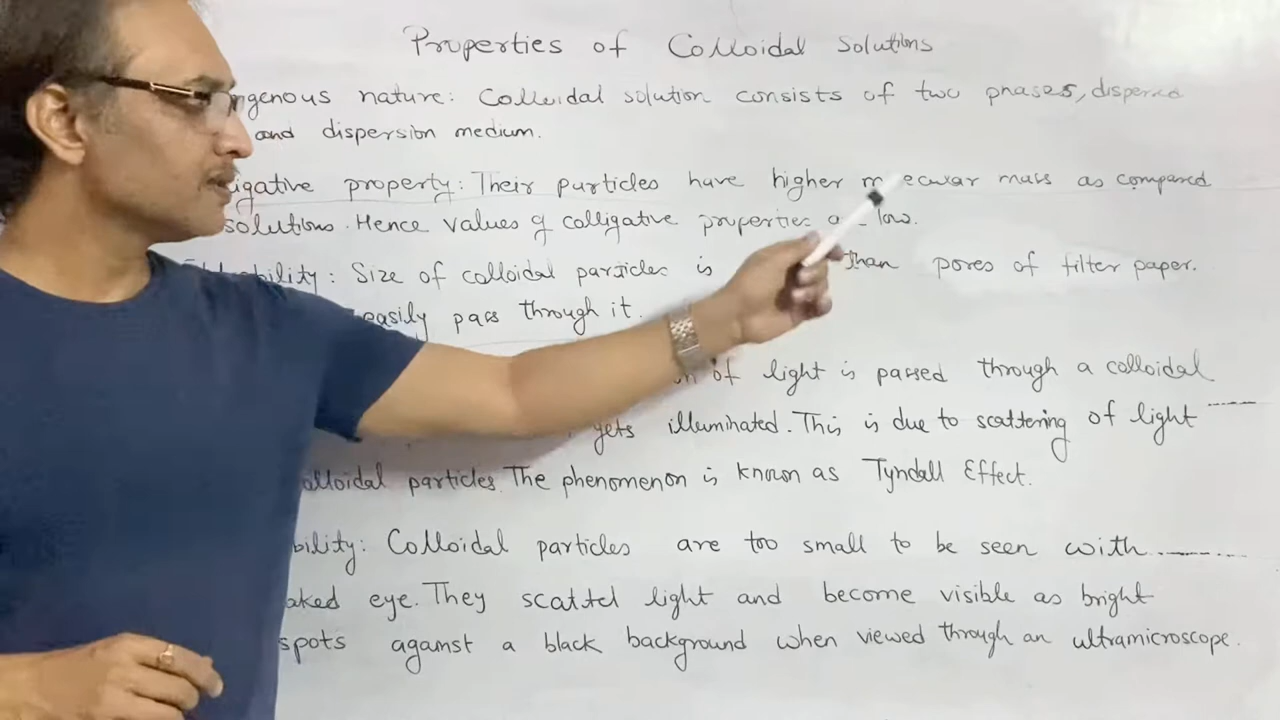 Properties of Colloidal Solutions
ngenous nature: Colloidal solution consists of two phases, dispersed
and dispersion medium.
igative property: Their particles have higher mass as compared
solutions. Hence values of colligative properties low.
bility: Size of colloidal particles is than pores of filter paper.
easily pass through it.
of light is passed through a colloidal
gets illuminated. This is due to scattering of light
olloidal particles. The phenomenon is known as Tyndall Effect.
bility: Colloidal particles are too small to be seen with
aked eye. They scatter light and become visible as bright
spots against a black background when viewed through an ultramicroscope.